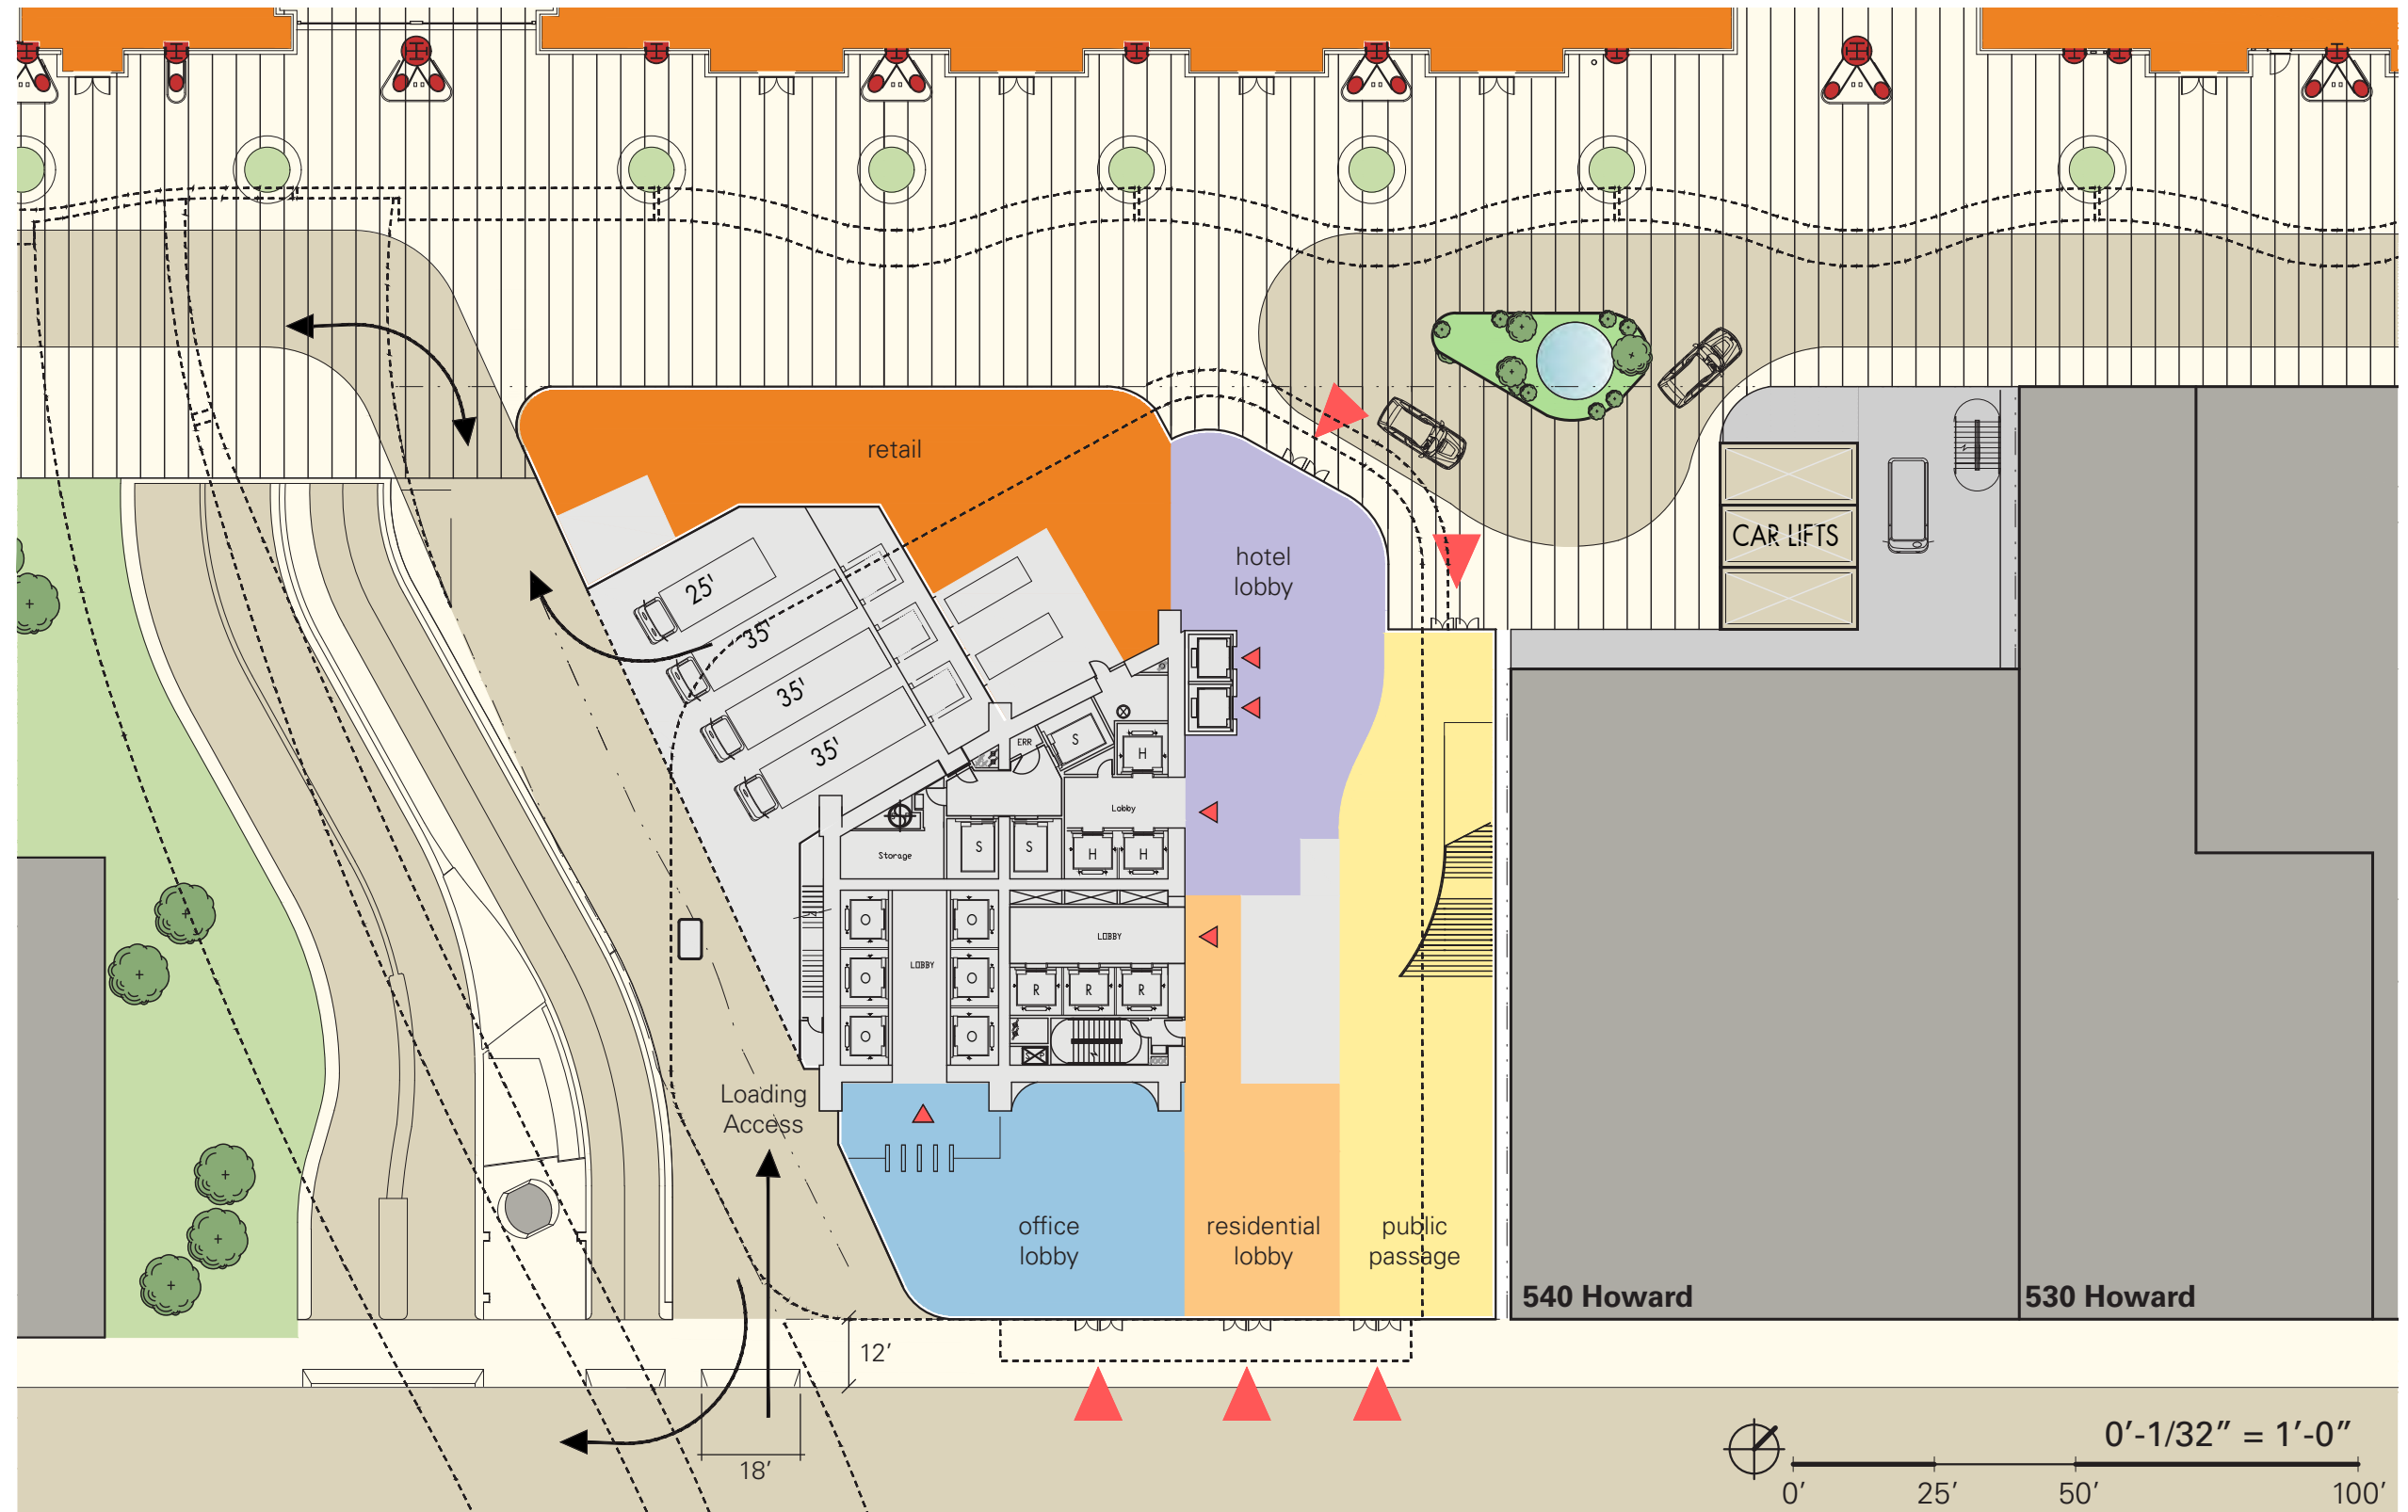 retail
hotel
lobby
CAR LIFTS
25'
35'
35'
35'
ERR
S
H
Lobby
S
S
H
H
Storage
O
O
LOBBY
LOBBY
O
O
R
R
R
O
O
Loading
Access
office
lobby
residential
lobby
public
passage
540 Howard
530 Howard
12’
18’
0’-1/32” = 1’-0”
0’
25’
50’
100’